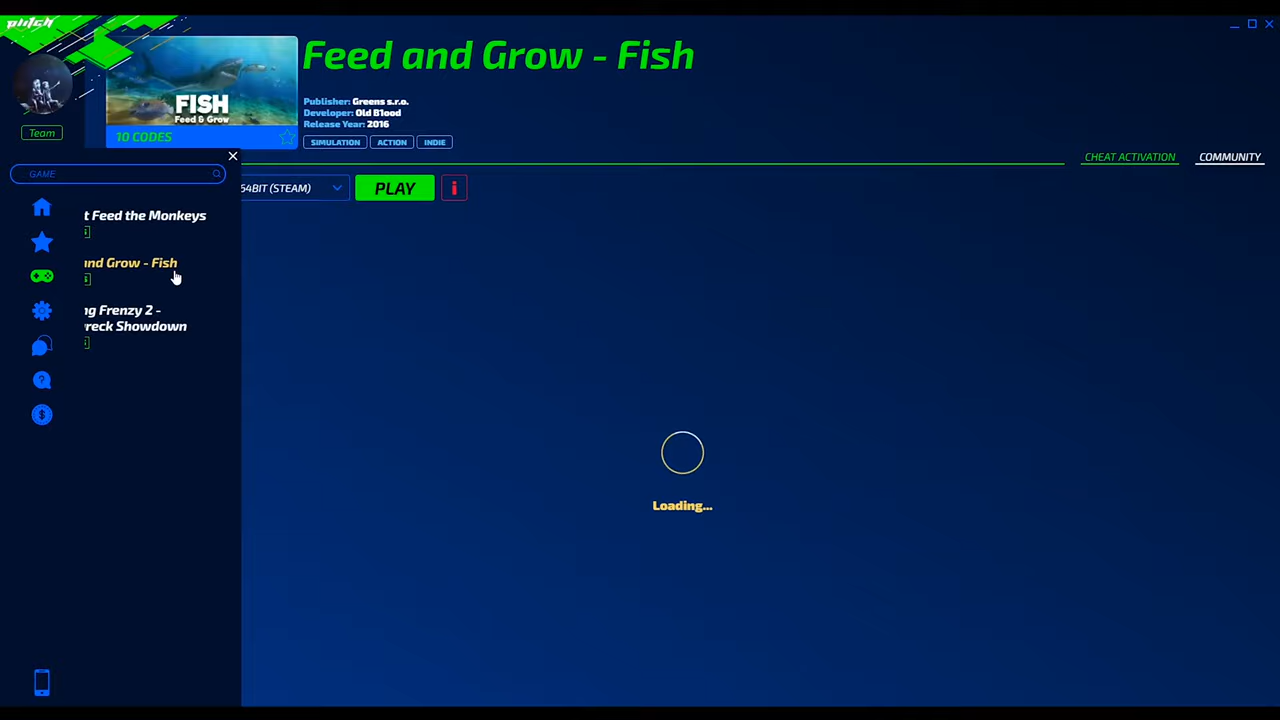 plitch
Team
FISH
Feed & Grow
10 CODES
Feed and Grow - Fish
Publisher: Greens s.r.o.
Developer: Old B1ood
Release Year: 2016
SIMULATION ACTION INDIE
CHEAT ACTIVATION COMMUNITY
GAME
64BIT (STEAM) PLAY i
t Feed the Monkeys
and Grow - Fish
ng Frenzy 2 -
reck Showdown
Loading...